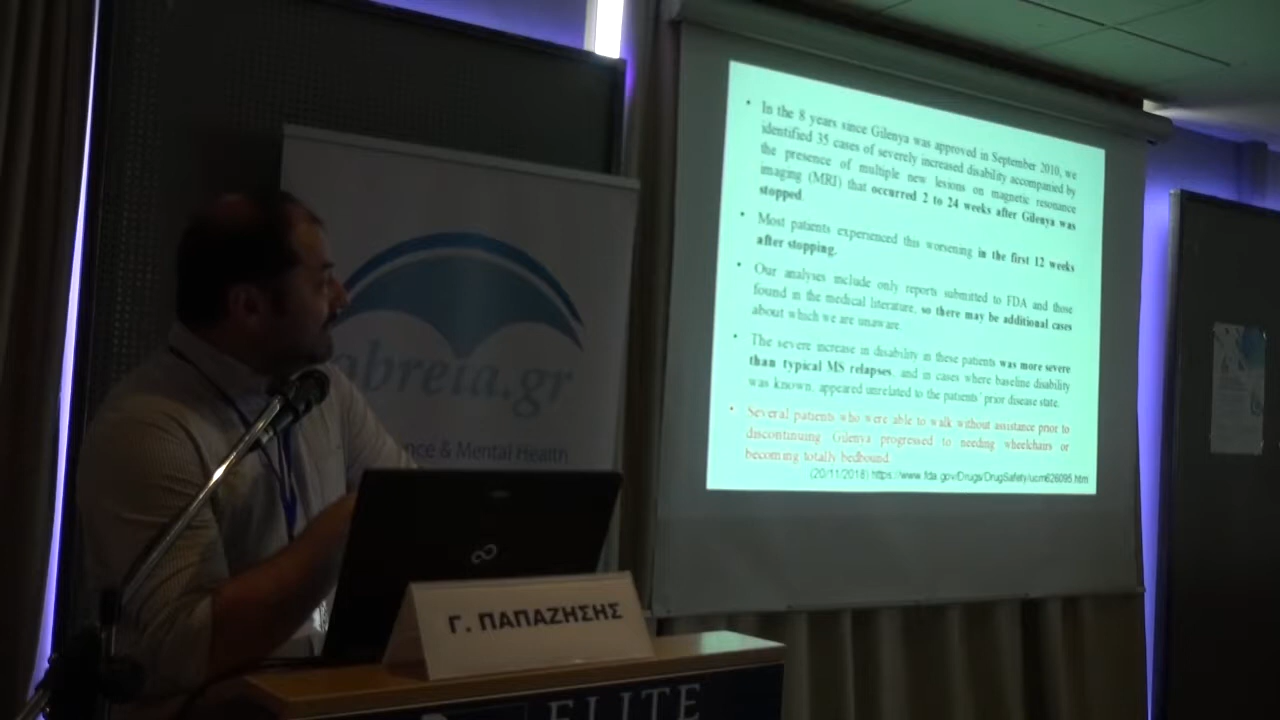 • In the 8 years since Gilenya was approved in September 2010, we
identified 35 cases of severely increased disability accompanied by
the presence of multiple new lesions on magnetic resonance
imaging (MRI) that occurred 2 to 24 weeks after Gilenya was
stopped.
• Most patients experienced this worsening in the first 12 weeks
after stopping.
• Our analyses include only reports submitted to FDA and those
found in the medical literature, so there may be additional cases
about which we are unaware.
• The severe increase in disability in these patients was more severe
than typical MS relapses, and in cases where baseline disability
was known, appeared unrelated to the patients' prior disease state.
• Several patients who were able to walk without assistance prior to
discontinuing Gilenya progressed to needing wheelchairs or
becoming totally bedbound.
(20/11/2018) https://www.fda.gov/Drugs/DrugSafety/ucm626095.htm
obreia.gr
& Mental Health
Γ. ΠΑΠΑΖΗΣΗΣ
ELITE